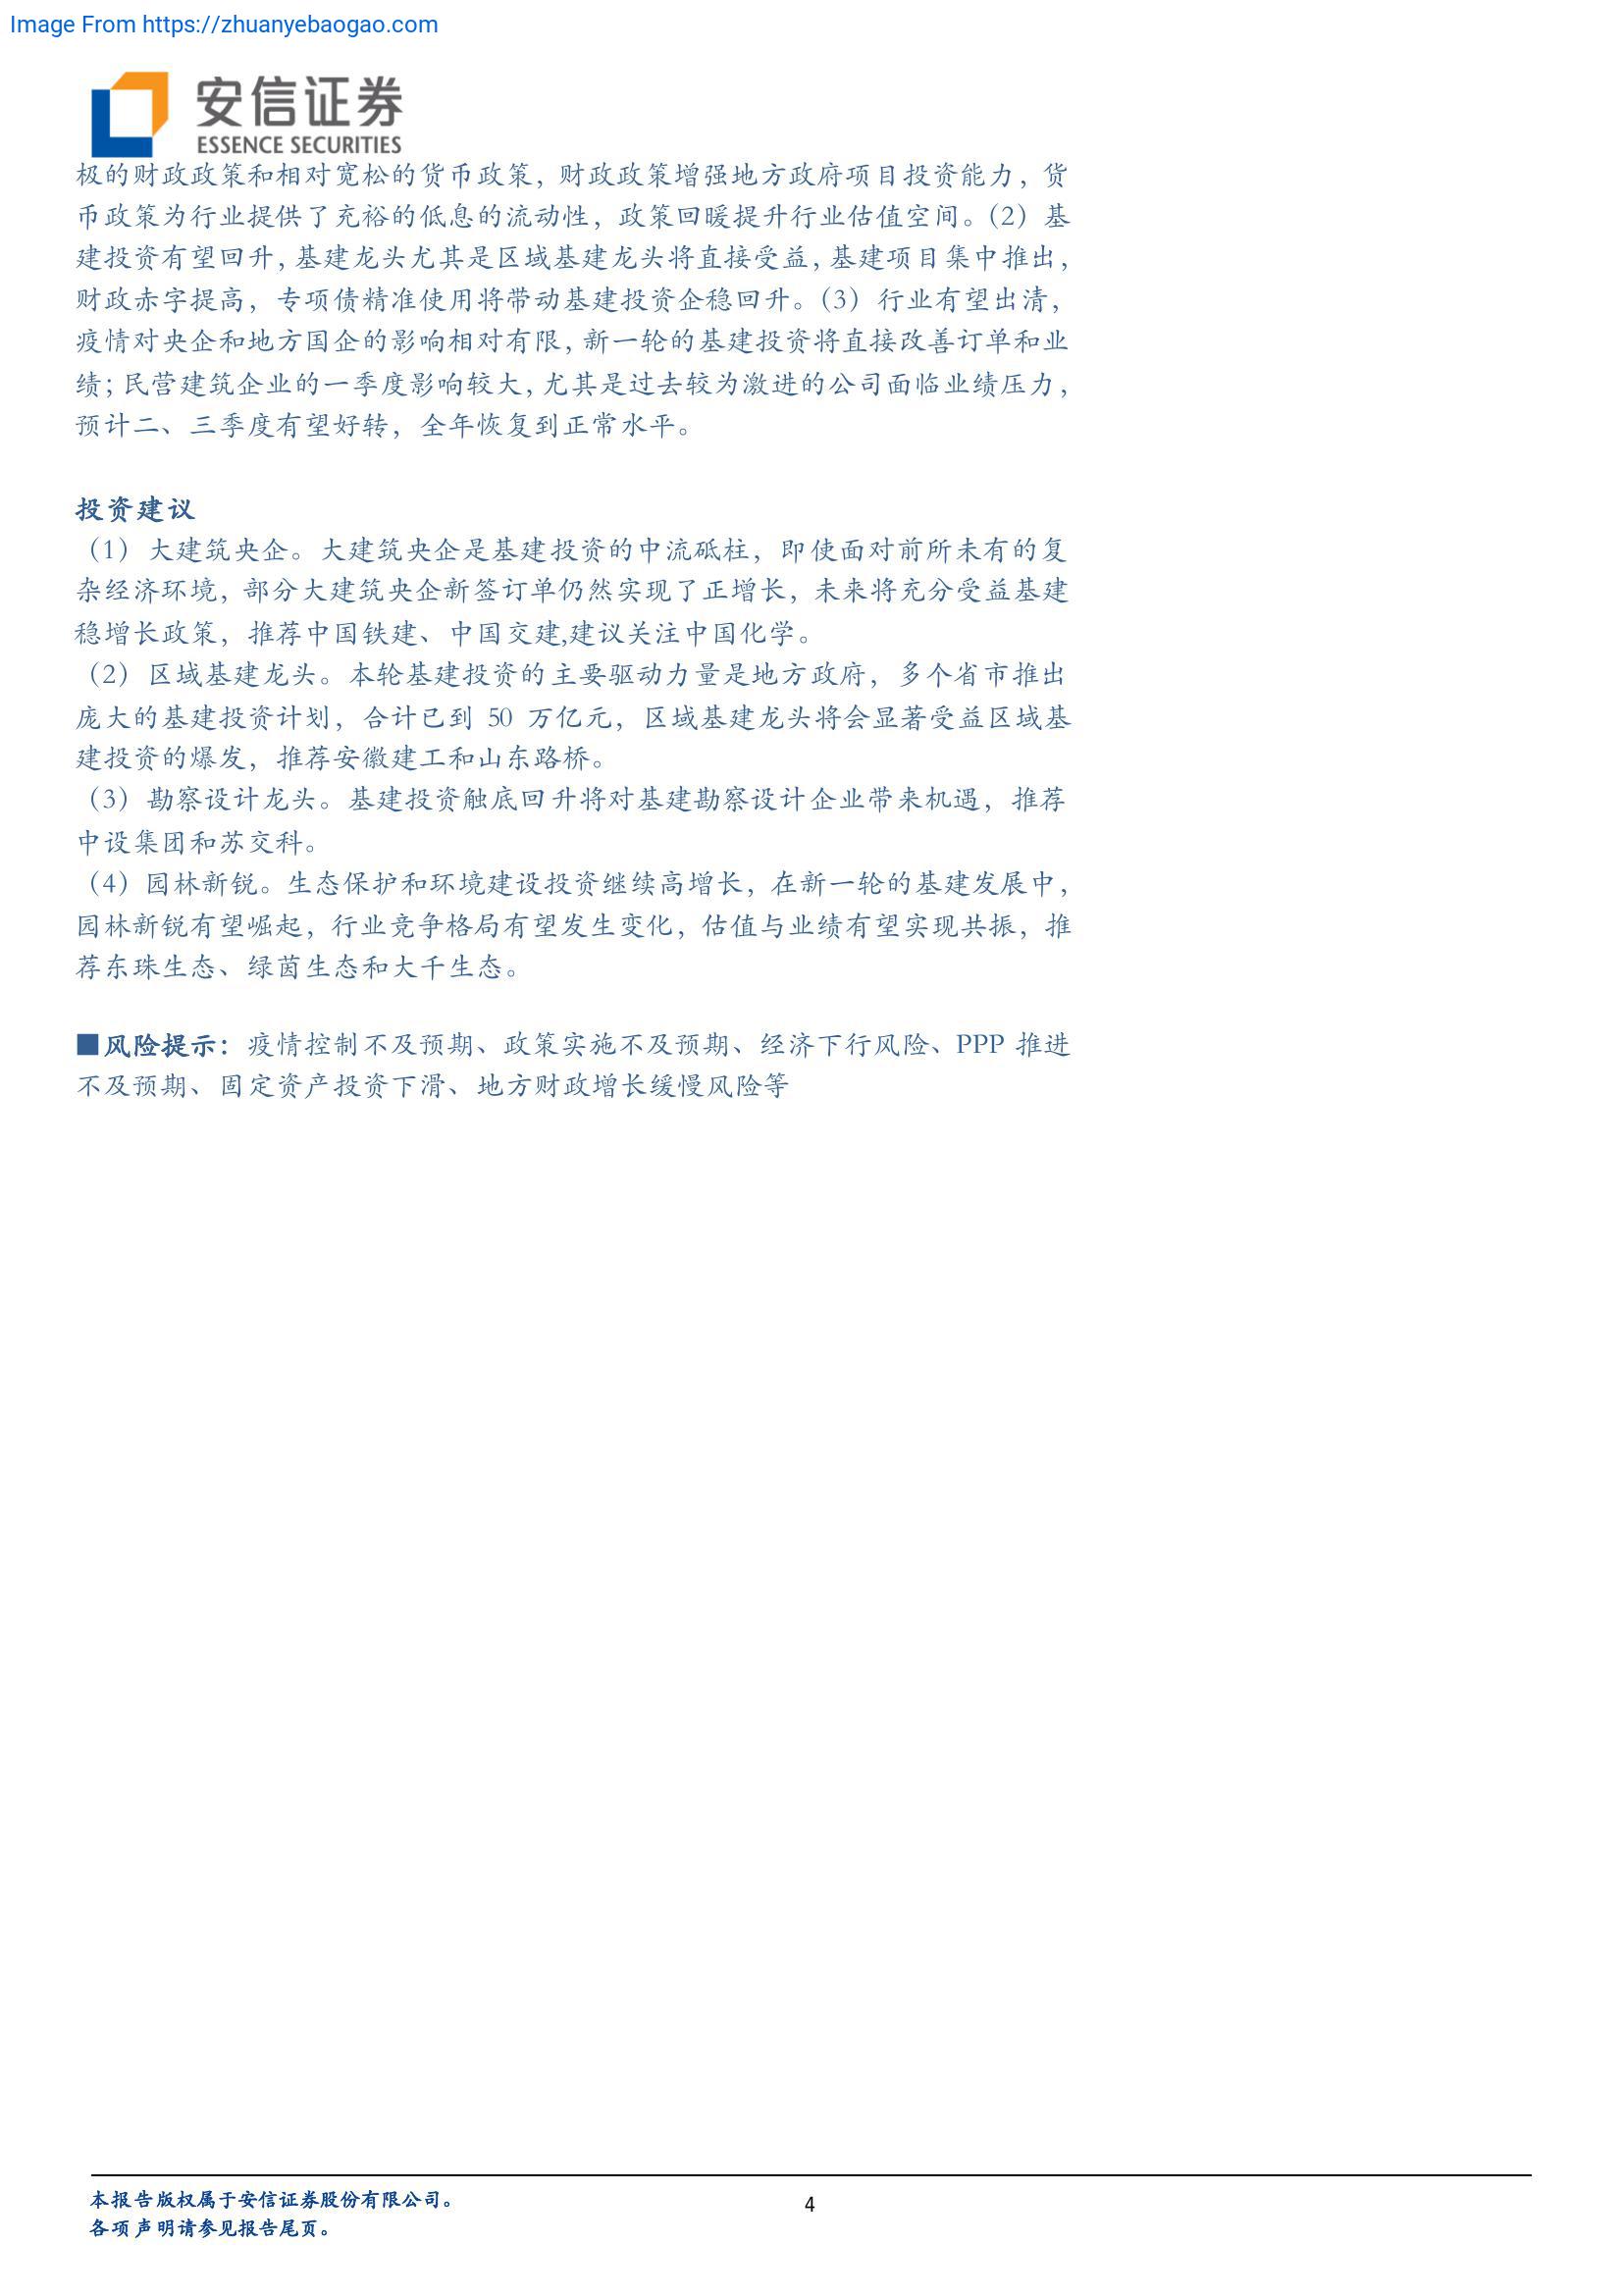 Image From https://zhuanyebaogao.com
安信证券
ESSENCE SECURITIES
极的财政政策和相对宽松的货币政策，财政政策增强地方政府项目投资能力，货
币政策为行业提供了充裕的低息的流动性，政策回暖提升行业估值空间。（2）基
建投资有望回升，基建龙头尤其是区域基建龙头将直接受益，基建项目集中推出，
财政赤字提高，专项债精准使用将带动基建投资企稳回升。（3）行业有望出清，
疫情对央企和地方国企的影响相对有限，新一轮的基建投资将直接改善订单和业
绩；民营建筑企业的一季度影响较大，尤其是过去较为激进的公司面临业绩压力，
预计二、三季度有望好转，全年恢复到正常水平。
投资建议
（1）大建筑央企。大建筑央企是基建投资的中流砥柱，即使面对前所未有的复
杂经济环境，部分大建筑央企新签订单仍然实现了正增长，未来将充分受益基建
稳增长政策，推荐中国铁建、中国交建,建议关注中国化学。
（2）区域基建龙头。本轮基建投资的主要驱动力量是地方政府，多个省市推出
庞大的基建投资计划，合计已到 50 万亿元，区域基建龙头将会显著受益区域基
建投资的爆发，推荐安徽建工和山东路桥。
（3）勘察设计龙头。基建投资触底回升将对基建勘察设计企业带来机遇，推荐
中设集团和苏交科。
（4）园林新锐。生态保护和环境建设投资继续高增长，在新一轮的基建发展中，
园林新锐有望崛起，行业竞争格局有望发生变化，估值与业绩有望实现共振，推
荐东珠生态、绿茵生态和大千生态。
■风险提示：疫情控制不及预期、政策实施不及预期、经济下行风险、PPP 推进
不及预期、固定资产投资下滑、地方财政增长缓慢风险等
本报告版权属于安信证券股份有限公司。
4
各项声明请参见报告尾页。